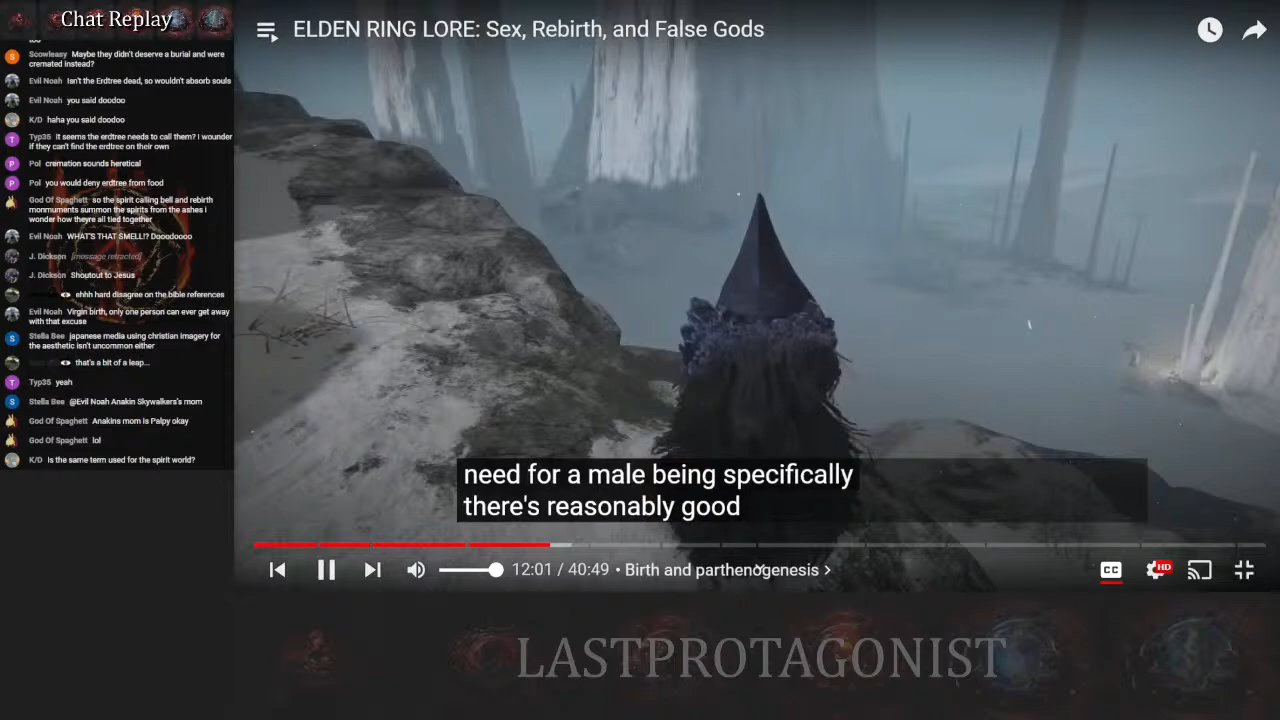 Chat Replay
Scowleasy Maybe they didn't deserve a burial and were
cremated instead?
Evil Noah Isn't the Erdtree dead, so wouldn't absorb souls
Evil Noah you said doodoo
K/D haha you said doodoo
Typ35 It seems the erdtree needs to call them? I wounder
if they can't find the erdtree on their own
Pol cremation sounds heretical
Pol you would deny erdtree from food
God Of Spaghett so the spirit calling bell and rebirth
monmuments summon the spirits from the ashes i
wonder how theyre all tied together
Evil Noah WHAT'S THAT SMELL!? Dooodoooo
J. Dickson [message retracted]
J. Dickson Shoutout to Jesus
ehhh hard disagree on the bible references
Evil Noah Virgin birth, only one person can ever get away
with that excuse
Stella Bee japanese media using christian imagery for
the aesthetic isn't uncommon either
that's a bit of a leap...
Typ35 yeah
Stella Bee @Evil Noah Anakin Skywalkers's mom
God Of Spaghett Anakins mom is Palpy okay
God Of Spaghett lol
K/D Is the same term used for the spirit world?
ELDEN RING LORE: Sex, Rebirth, and False Gods
need for a male being specifically
there's reasonably good
12:01 / 40:49 • Birth and parthenogenesis >
CC
HD
LASTPROTAGONIST